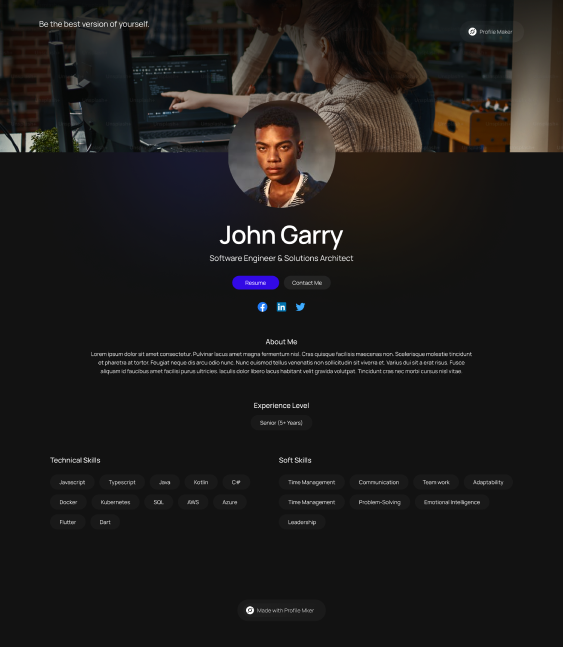 Be the best version of yourself.
Profile Maker
John Garry
Software Engineer & Solutions Architect
Resume
Contact Me
About Me
Lorem ipsum dolor sit amet consectetur. Pulvinar lacus amet magna fermentum nisl. Cras quisque facilisis maecenas non. Scelerisque molestie tincidunt
et pharetra at tortor. Feugiat neque dis arcu odio nunc. Nunc euismod tellus venenatis non sollicitudin sit viverra et. Varius dui sit a erat risus. Fusce
aliquam id faucibus amet facilisi purus ultricies. Iaculis dolor libero lacus habitant velit gravida volutpat. Tincidunt cras nec morbi cursus nisl vitae.
Experience Level
Senior (5+ Years)
Technical Skills
Javascript Typescript Java Kotlin C#
Docker Kubernetes SQL AWS Azure
Flutter Dart
Soft Skills
Time Management Communication Team work Adaptability
Time Management Problem-Solving Emotional Intelligence
Leadership
Made with Profile Mker